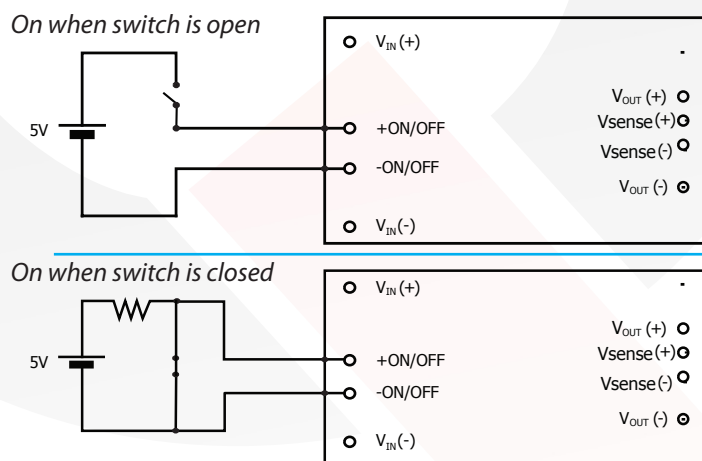 On when switch is open
V_IN (+)
-
V_OUT (+)
5V
+ON/OFF
Vsense (+)
Vsense (-)
-ON/OFF
V_OUT (-)
V_IN (-)
On when switch is closed
V_IN (+)
-
V_OUT (+)
5V
+ON/OFF
Vsense (+)
Vsense (-)
-ON/OFF
V_OUT (-)
V_IN (-)